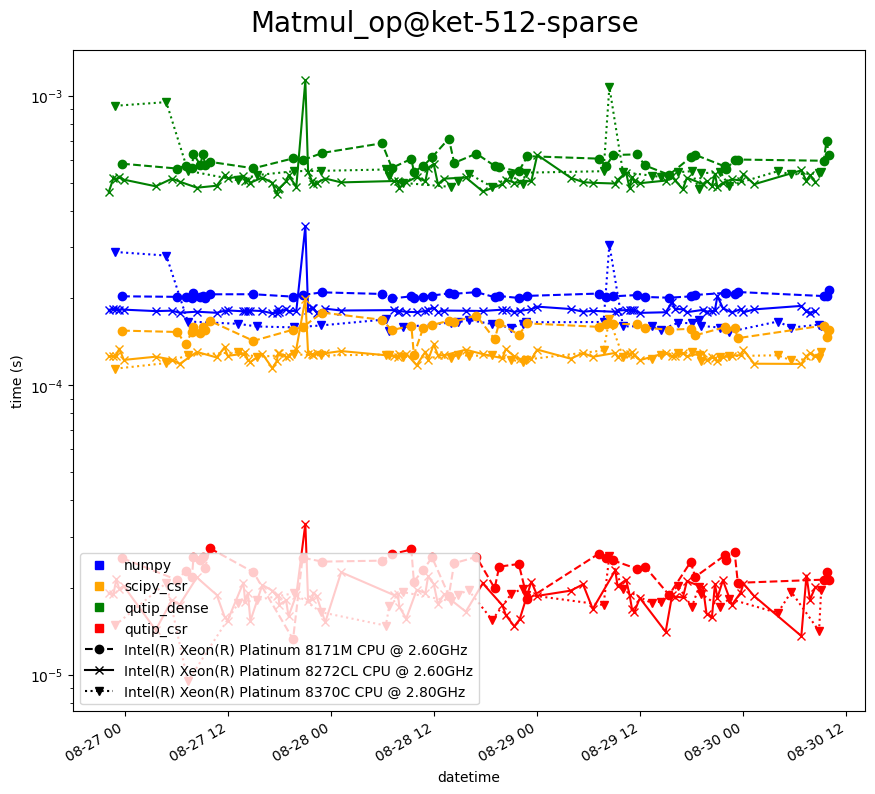 Matmul_op@ket-512-sparse
10⁻³
10⁻⁴
10⁻⁵
time (s)
numpy
scipy_csr
qutip_dense
qutip_csr
Intel(R) Xeon(R) Platinum 8171M CPU @ 2.60GHz
Intel(R) Xeon(R) Platinum 8272CL CPU @ 2.60GHz
Intel(R) Xeon(R) Platinum 8370C CPU @ 2.80GHz
08-27 00
08-27 12
08-28 00
08-28 12
08-29 00
08-29 12
08-30 00
08-30 12
datetime